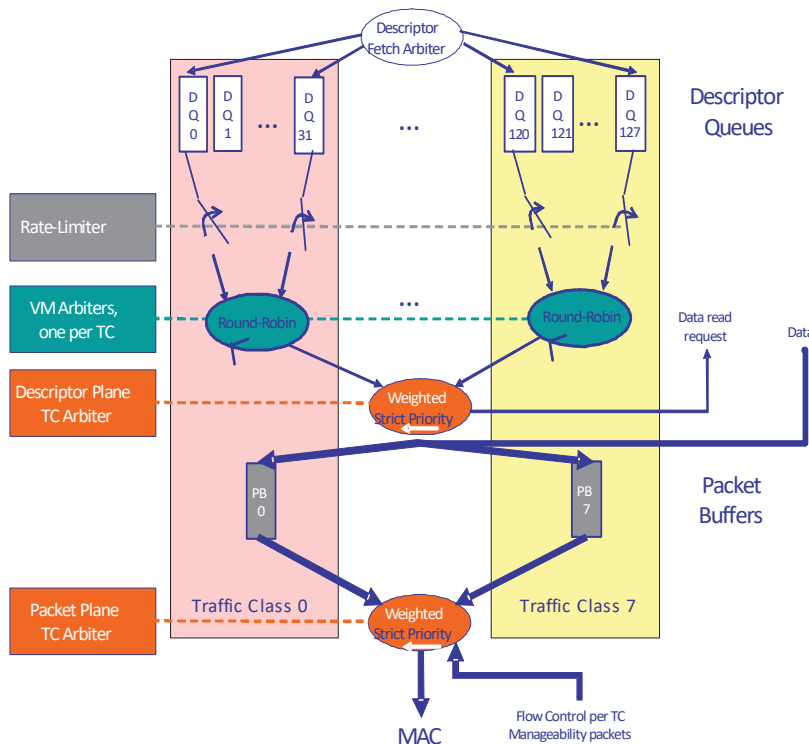 Descriptor
Fetch Arbiter
D
Q
0
D
Q
1
...
D
Q
31
...
D
Q
120
D
Q
121
...
D
Q
127
Descriptor
Queues
Rate-Limiter
VM Arbiters,
one per TC
Round-Robin
...
Round-Robin
Data read
request
Data
Descriptor Plane
TC Arbiter
Weighted
Strict Priority
PB
0
PB
7
Packet
Buffers
Packet Plane
TC Arbiter
Traffic Class 0
Weighted
Strict Priority
Traffic Class 7
MAC
Flow Control per TC
Manageability packets